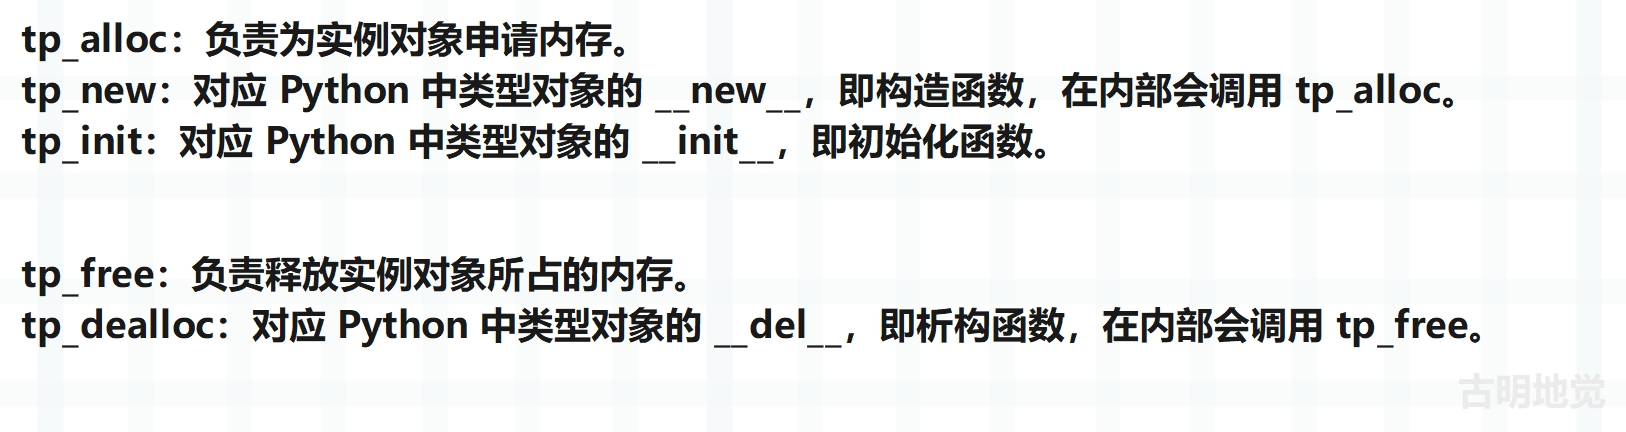 tp_alloc：负责为实例对象申请内存。
tp_new：对应 Python 中类型对象的 __new__，即构造函数，在内部会调用 tp_alloc。
tp_init：对应 Python 中类型对象的 __init__，即初始化函数。
tp_free：负责释放实例对象所占的内存。
tp_dealloc：对应 Python 中类型对象的 __del__，即析构函数，在内部会调用 tp_free。
古明地觉